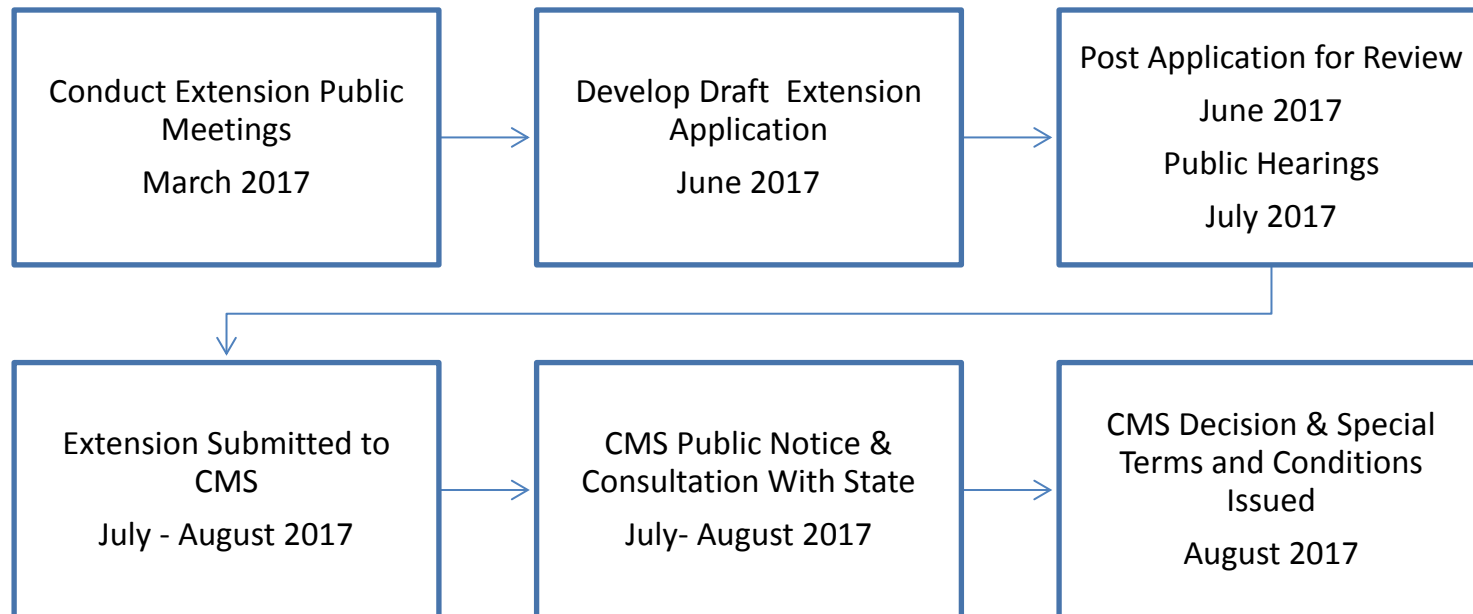 Conduct Extension Public
Meetings
March 2017
Develop Draft  Extension
Application
June 2017
Post Application for Review
June 2017
Public Hearings
July 2017
Extension Submitted to
CMS
July - August 2017
CMS Public Notice &
Consultation With State
July- August 2017
CMS Decision & Special
Terms and Conditions
Issued
August 2017